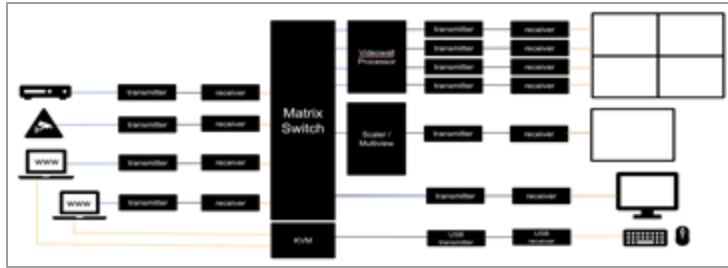 transmitter receiver
Videowall
Processor
transmitter receiver
transmitter receiver
transmitter receiver
transmitter receiver
Matrix
Switch
transmitter receiver
Scaler /
Multiview
transmitter receiver
www
transmitter receiver
www
transmitter receiver
transmitter receiver
KVM
USB
transmitter
USB
receiver